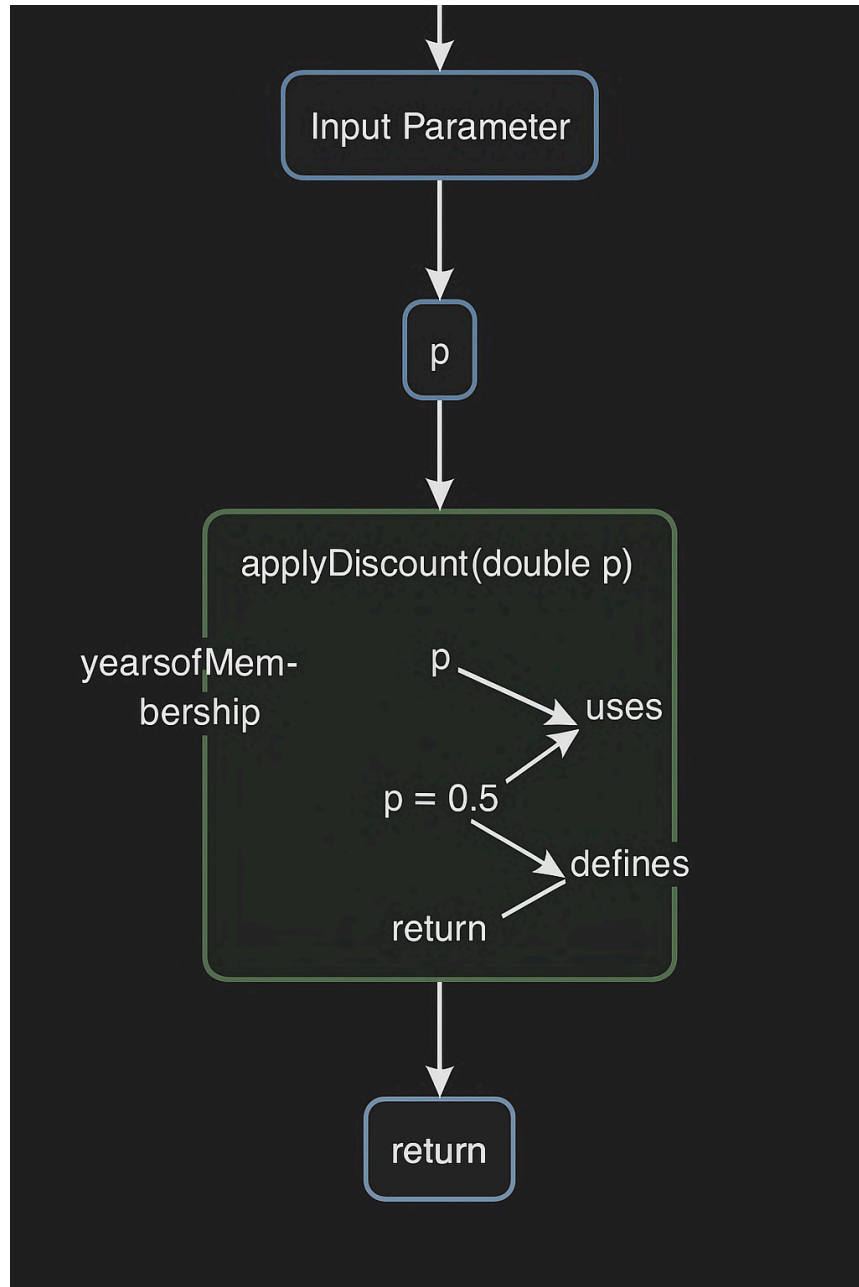 Input Parameter
p
applyDiscount(double p)
yearsofMem-
bership
p
uses
p = 0.5
defines
return
return